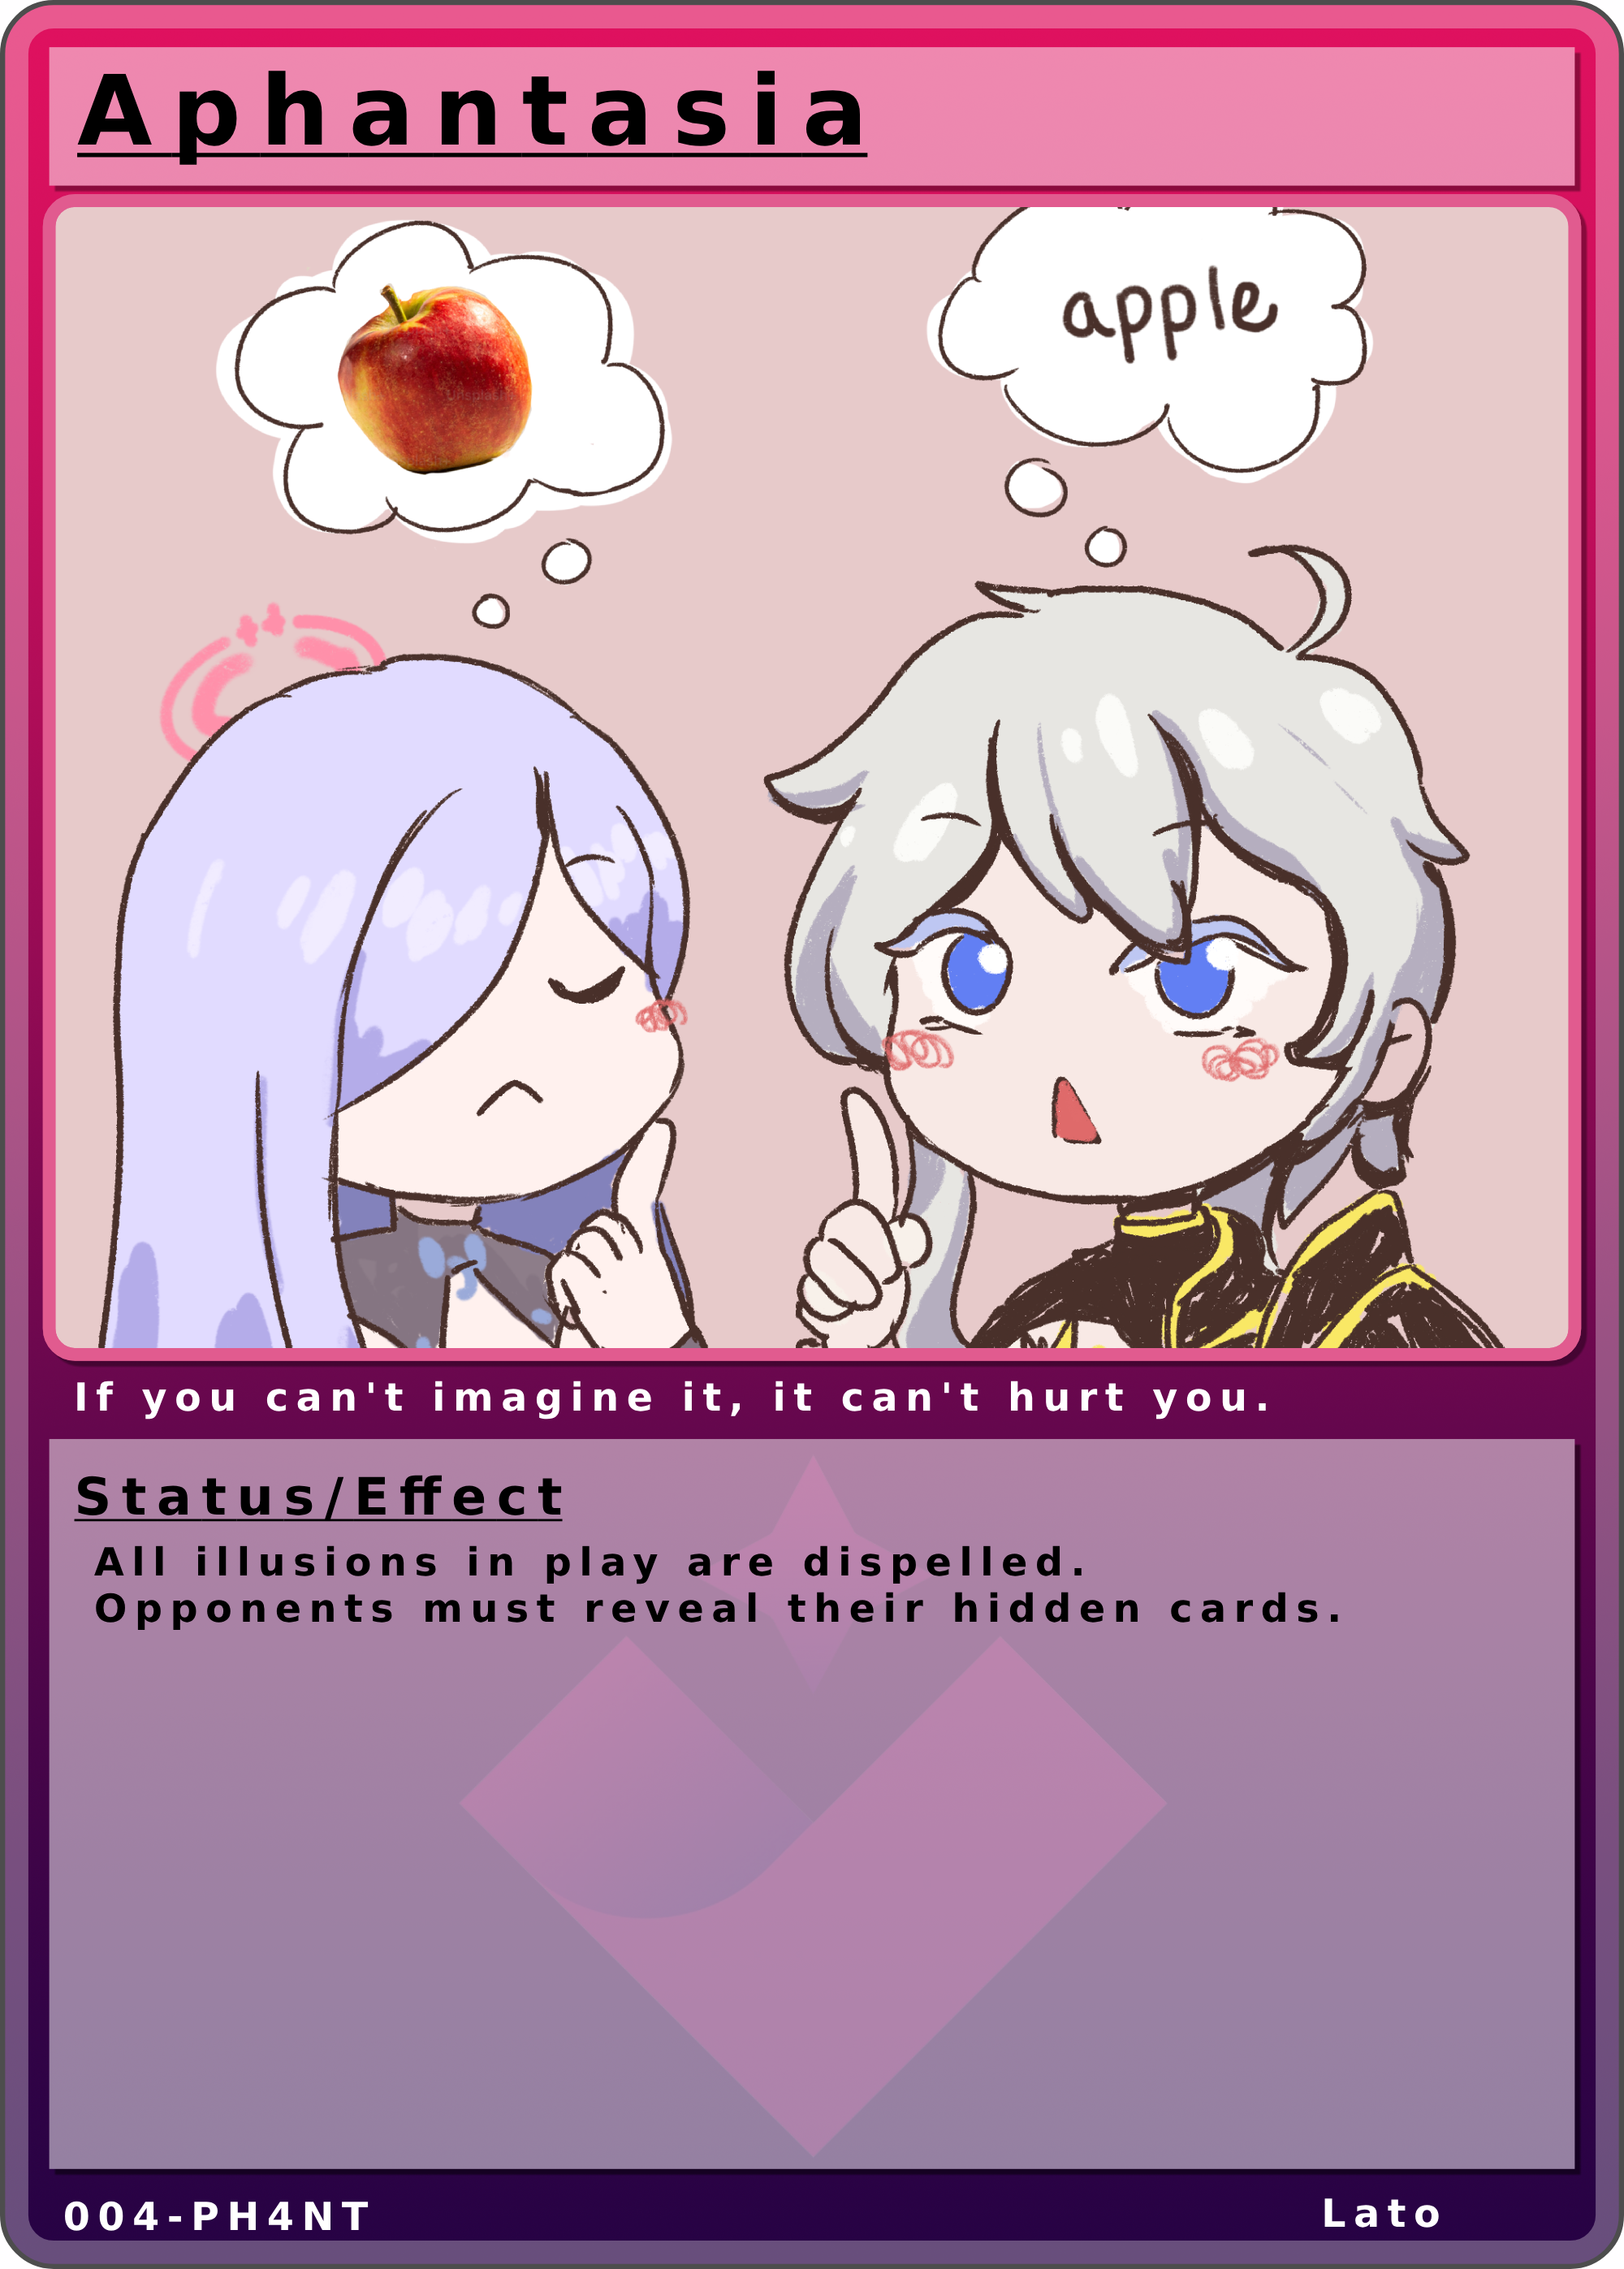 Aphantasia
apple
If you can't imagine it, it can't hurt you.
Status/Effect
All illusions in play are dispelled.
Opponents must reveal their hidden cards.
004-PH4NT
Lato